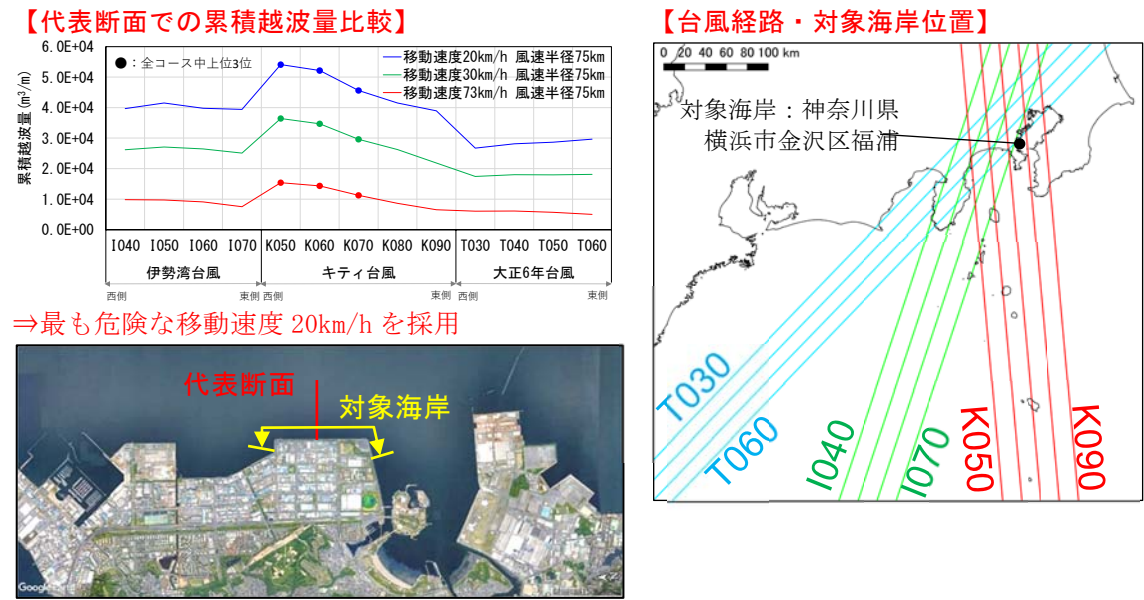 【代表断面での累積越波量比較】
累積越波量(m³/m)
6.0E+04
5.0E+04
4.0E+04
3.0E+04
2.0E+04
1.0E+04
0.0E+00
●：全コース中上位3位
移動速度20km/h 風速半径75km
移動速度30km/h 風速半径75km
移動速度73km/h 風速半径75km
I040 I050 I060 I070 K050 K060 K070 K080 K090 T030 T040 T050 T060
伊勢湾台風 キティ台風 大正6年台風
西側 東側 西側 東側 西側 東側
⇒最も危険な移動速度 20km/h を採用
代表断面
対象海岸
Google
【台風経路・対象海岸位置】
0 20 40 60 80 100 km
対象海岸：神奈川県
横浜市金沢区福浦
T030
T060
I040
I070
K050
K090